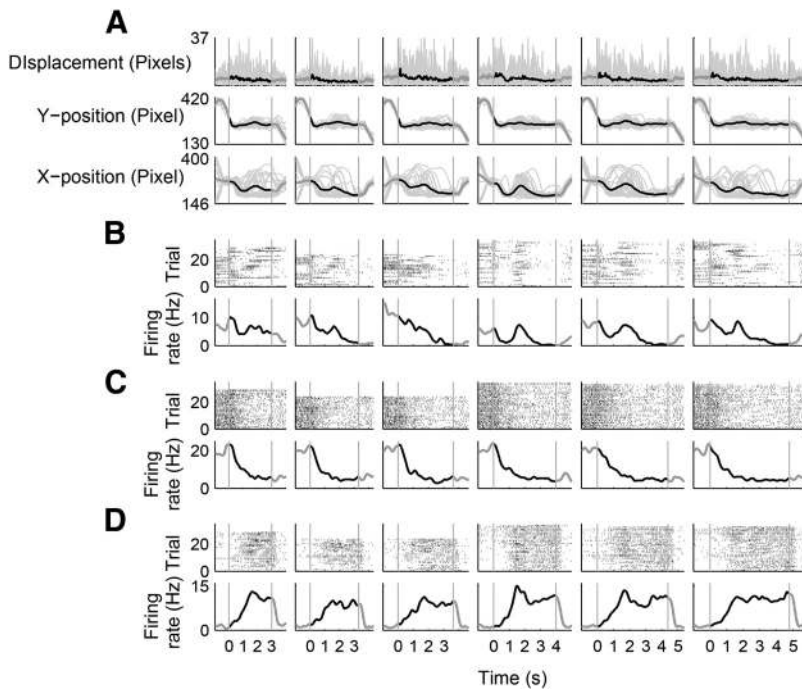 A
37
DIsplacement (Pixels)
420
Y-position (Pixel)
130
400
X-position (Pixel)
146
B
Trial
20
0
Firing
rate (Hz)
10
0
C
Trial
20
0
Firing
rate (Hz)
20
0
D
Trial
20
0
Firing
rate (Hz)
15
0
0 1 2 3
0 1 2 3
0 1 2 3
0 1 2 3 4
0 1 2 3 4
0 1 2 3 4 5
Time (s)